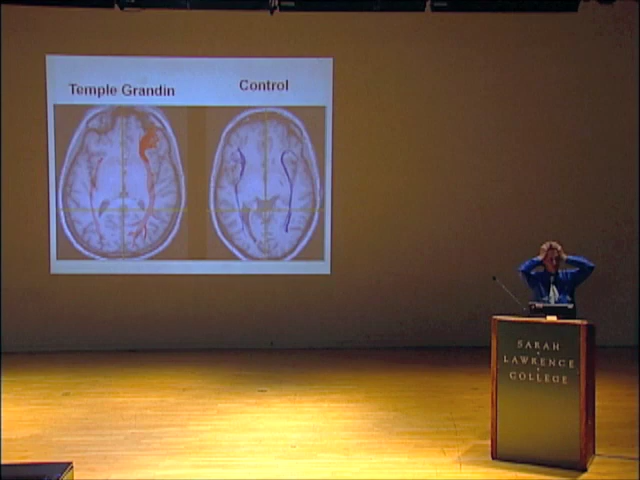 Temple Grandin
Control
SARAH
LAWRENCE
COLLEGE